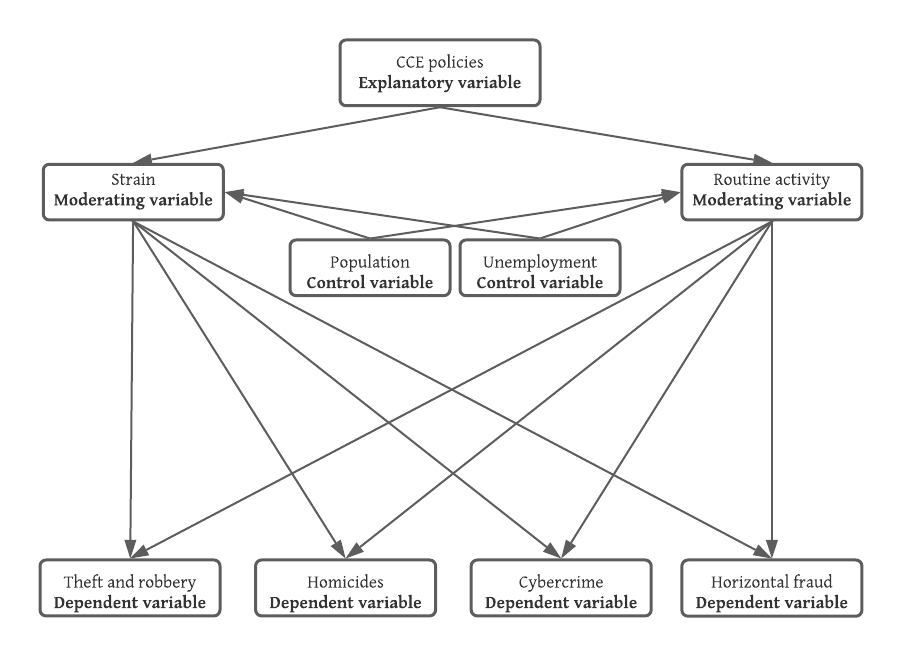 CCE policies
Explanatory variable
Strain
Moderating variable
Routine activity
Moderating variable
Population
Control variable
Unemployment
Control variable
Theft and robbery
Dependent variable
Homicides
Dependent variable
Cybercrime
Dependent variable
Horizontal fraud
Dependent variable